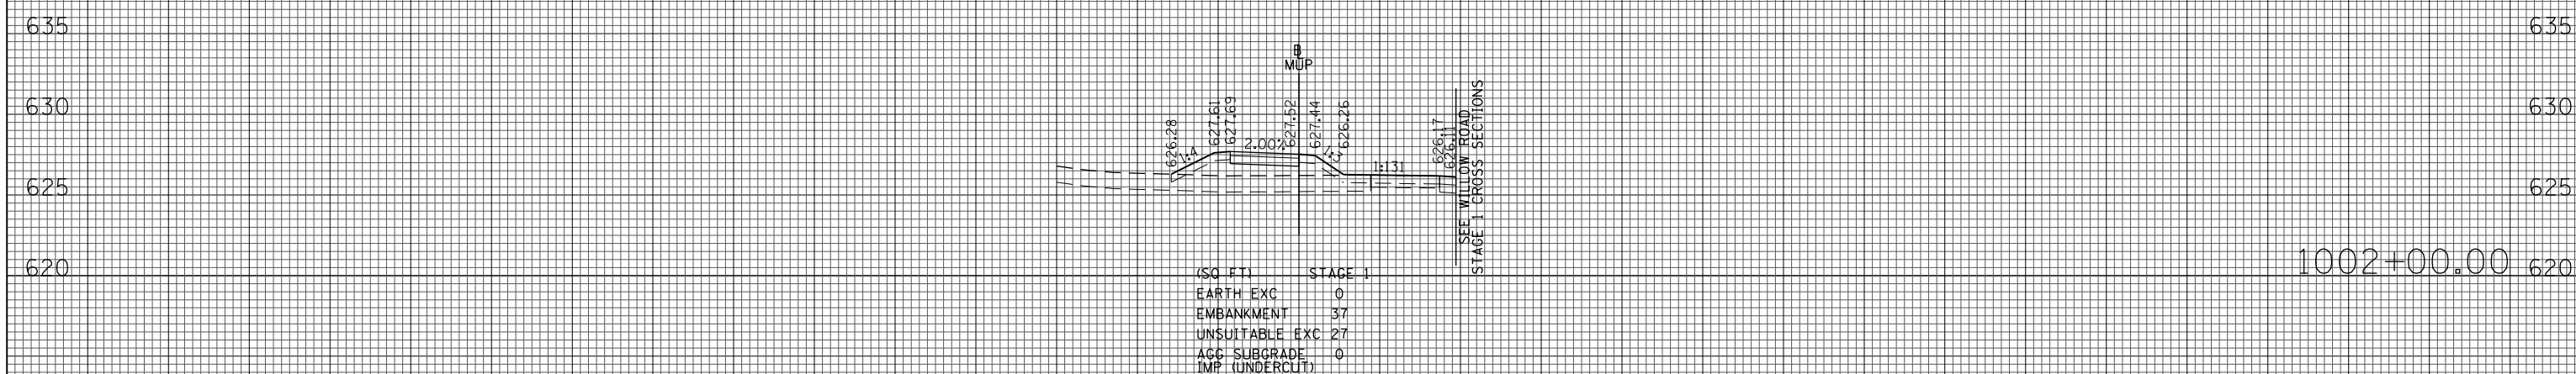 635 635
B
MUP
630 630
626.28 627.61 627.69 627.52 627.44 626.26 626.17 626.11
1:4 2.00% 1:3 1:131
SEE WILLOW ROAD
STAGE 1 CROSS SECTIONS
625 625
620 1002+00.00 620
(SQ FT) STAGE 1
EARTH EXC 0
EMBANKMENT 37
UNSUITABLE EXC 27
AGG SUBGRADE 0
IMP (UNDERCUT)